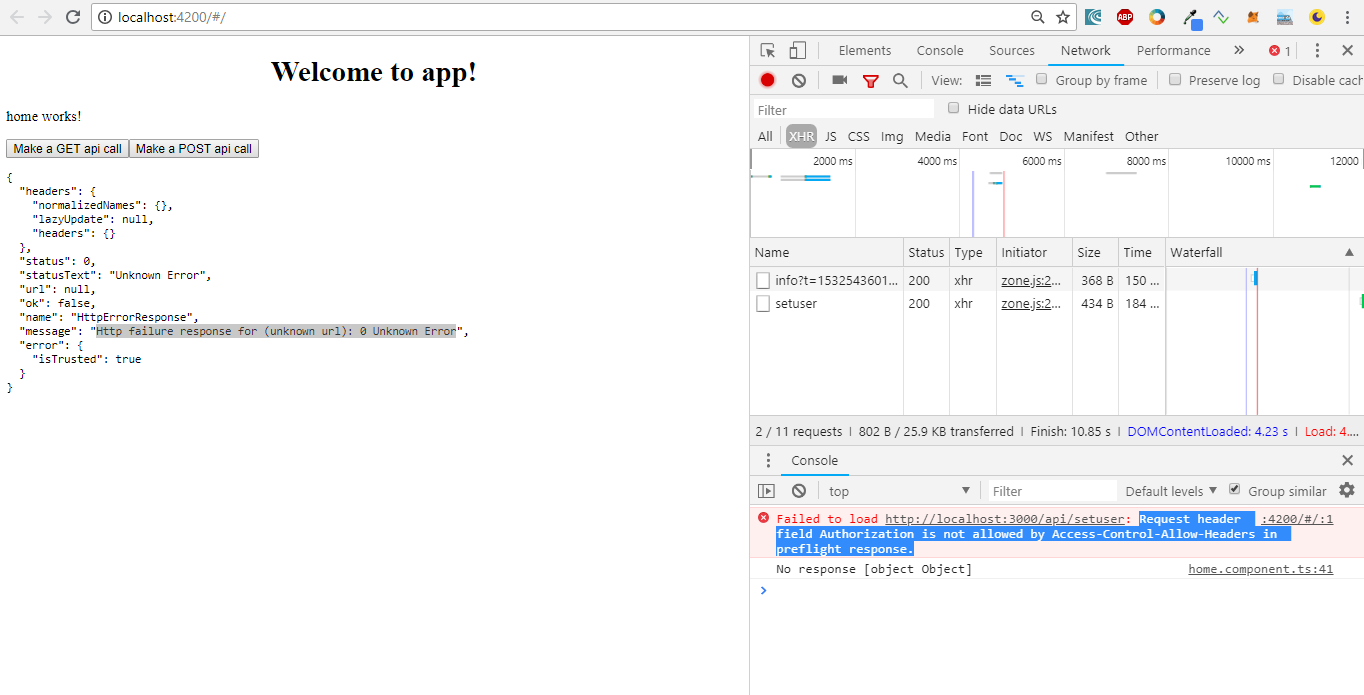 localhost:4200/#/
ABP
Welcome to app!
home works!
Make a GET api call Make a POST api call
{
  "headers": {
    "normalizedNames": {},
    "lazyUpdate": null,
    "headers": {}
  },
  "status": 0,
  "statusText": "Unknown Error",
  "url": null,
  "ok": false,
  "name": "HttpErrorResponse",
  "message": "Http failure response for (unknown url): 0 Unknown Error",
  "error": {
    "isTrusted": true
  }
}
Elements Console Sources Network Performance » 1
View: Group by frame Preserve log Disable cach
Filter Hide data URLs
All XHR JS CSS Img Media Font Doc WS Manifest Other
2000 ms 4000 ms 6000 ms 8000 ms 10000 ms 12000
Name Status Type Initiator Size Time Waterfall
info?t=1532543601... 200 xhr zone.js:2... 368 B 150 ...
setuser 200 xhr zone.js:2... 434 B 184 ...
2 / 11 requests | 802 B / 25.9 KB transferred | Finish: 10.85 s | DOMContentLoaded: 4.23 s | Load: 4....
Console
top Filter Default levels Group similar
Failed to load http://localhost:3000/api/setuser: Request header :4200/#/:1
field Authorization is not allowed by Access-Control-Allow-Headers in
preflight response.
No response [object Object] home.component.ts:41